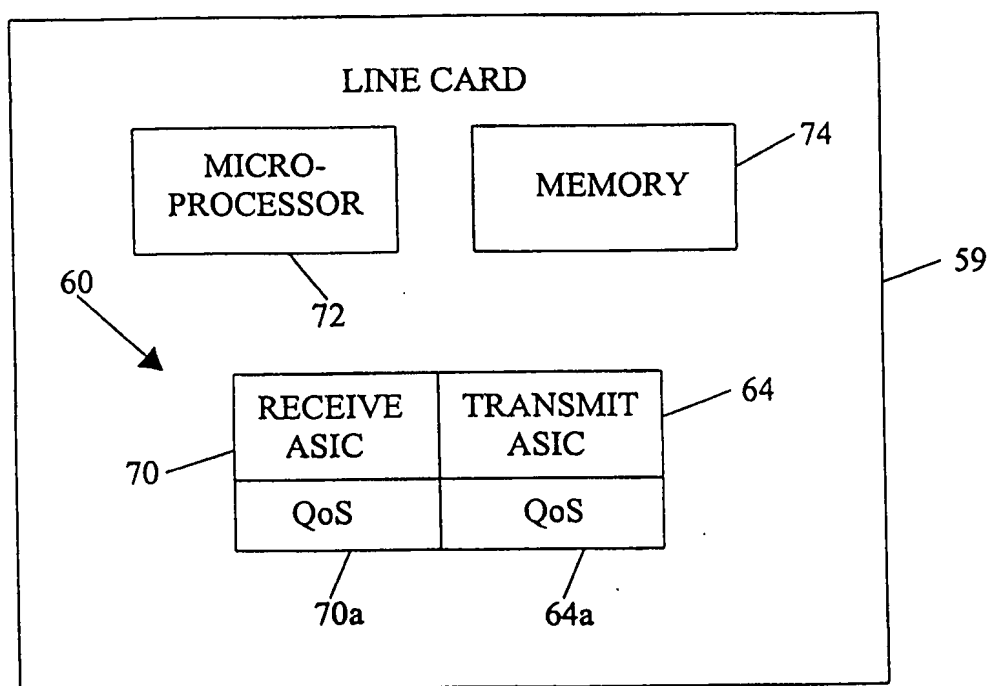 LINE CARD
MICRO-
PROCESSOR
MEMORY
74
59
60
72
RECEIVE
ASIC
TRANSMIT
ASIC
64
70
QoS
QoS
70a
64a